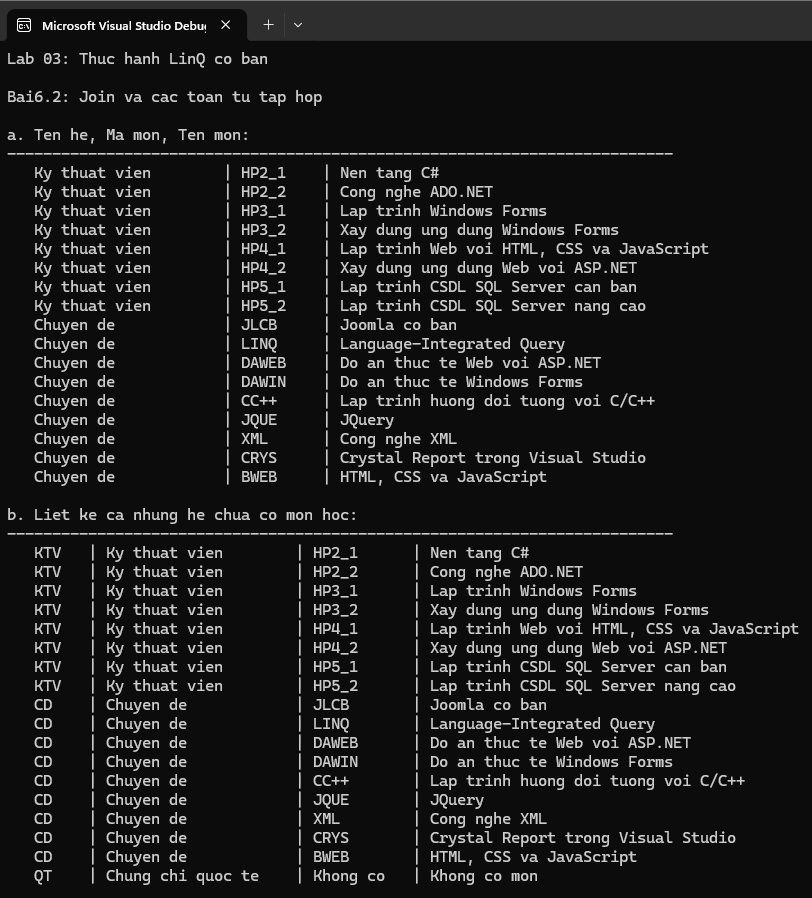 Microsoft Visual Studio Debug
Lab 03: Thuc hanh LinQ co ban
Bai6.2: Join va cac toan tu tap hop
a. Ten he, Ma mon, Ten mon:
--------------------------------------------------------------------------
Ky thuat vien | HP2_1 | Nen tang C#
Ky thuat vien | HP2_2 | Cong nghe ADO.NET
Ky thuat vien | HP3_1 | Lap trinh Windows Forms
Ky thuat vien | HP3_2 | Xay dung ung dung Windows Forms
Ky thuat vien | HP4_1 | Lap trinh Web voi HTML, CSS va JavaScript
Ky thuat vien | HP4_2 | Xay dung ung dung Web voi ASP.NET
Ky thuat vien | HP5_1 | Lap trinh CSDL SQL Server can ban
Ky thuat vien | HP5_2 | Lap trinh CSDL SQL Server nang cao
Chuyen de | JLCB | Joomla co ban
Chuyen de | LINQ | Language-Integrated Query
Chuyen de | DAWEB | Do an thuc te Web voi ASP.NET
Chuyen de | DAWIN | Do an thuc te Windows Forms
Chuyen de | CC++ | Lap trinh huong doi tuong voi C/C++
Chuyen de | JQUE | JQuery
Chuyen de | XML | Cong nghe XML
Chuyen de | CRYS | Crystal Report trong Visual Studio
Chuyen de | BWEB | HTML, CSS va JavaScript
b. Liet ke ca nhung he chua co mon hoc:
--------------------------------------------------------------------------
KTV | Ky thuat vien | HP2_1 | Nen tang C#
KTV | Ky thuat vien | HP2_2 | Cong nghe ADO.NET
KTV | Ky thuat vien | HP3_1 | Lap trinh Windows Forms
KTV | Ky thuat vien | HP3_2 | Xay dung ung dung Windows Forms
KTV | Ky thuat vien | HP4_1 | Lap trinh Web voi HTML, CSS va JavaScript
KTV | Ky thuat vien | HP4_2 | Xay dung ung dung Web voi ASP.NET
KTV | Ky thuat vien | HP5_1 | Lap trinh CSDL SQL Server can ban
KTV | Ky thuat vien | HP5_2 | Lap trinh CSDL SQL Server nang cao
CD | Chuyen de | JLCB | Joomla co ban
CD | Chuyen de | LINQ | Language-Integrated Query
CD | Chuyen de | DAWEB | Do an thuc te Web voi ASP.NET
CD | Chuyen de | DAWIN | Do an thuc te Windows Forms
CD | Chuyen de | CC++ | Lap trinh huong doi tuong voi C/C++
CD | Chuyen de | JQUE | JQuery
CD | Chuyen de | XML | Cong nghe XML
CD | Chuyen de | CRYS | Crystal Report trong Visual Studio
CD | Chuyen de | BWEB | HTML, CSS va JavaScript
QT | Chung chi quoc te | Khong co | Khong co mon